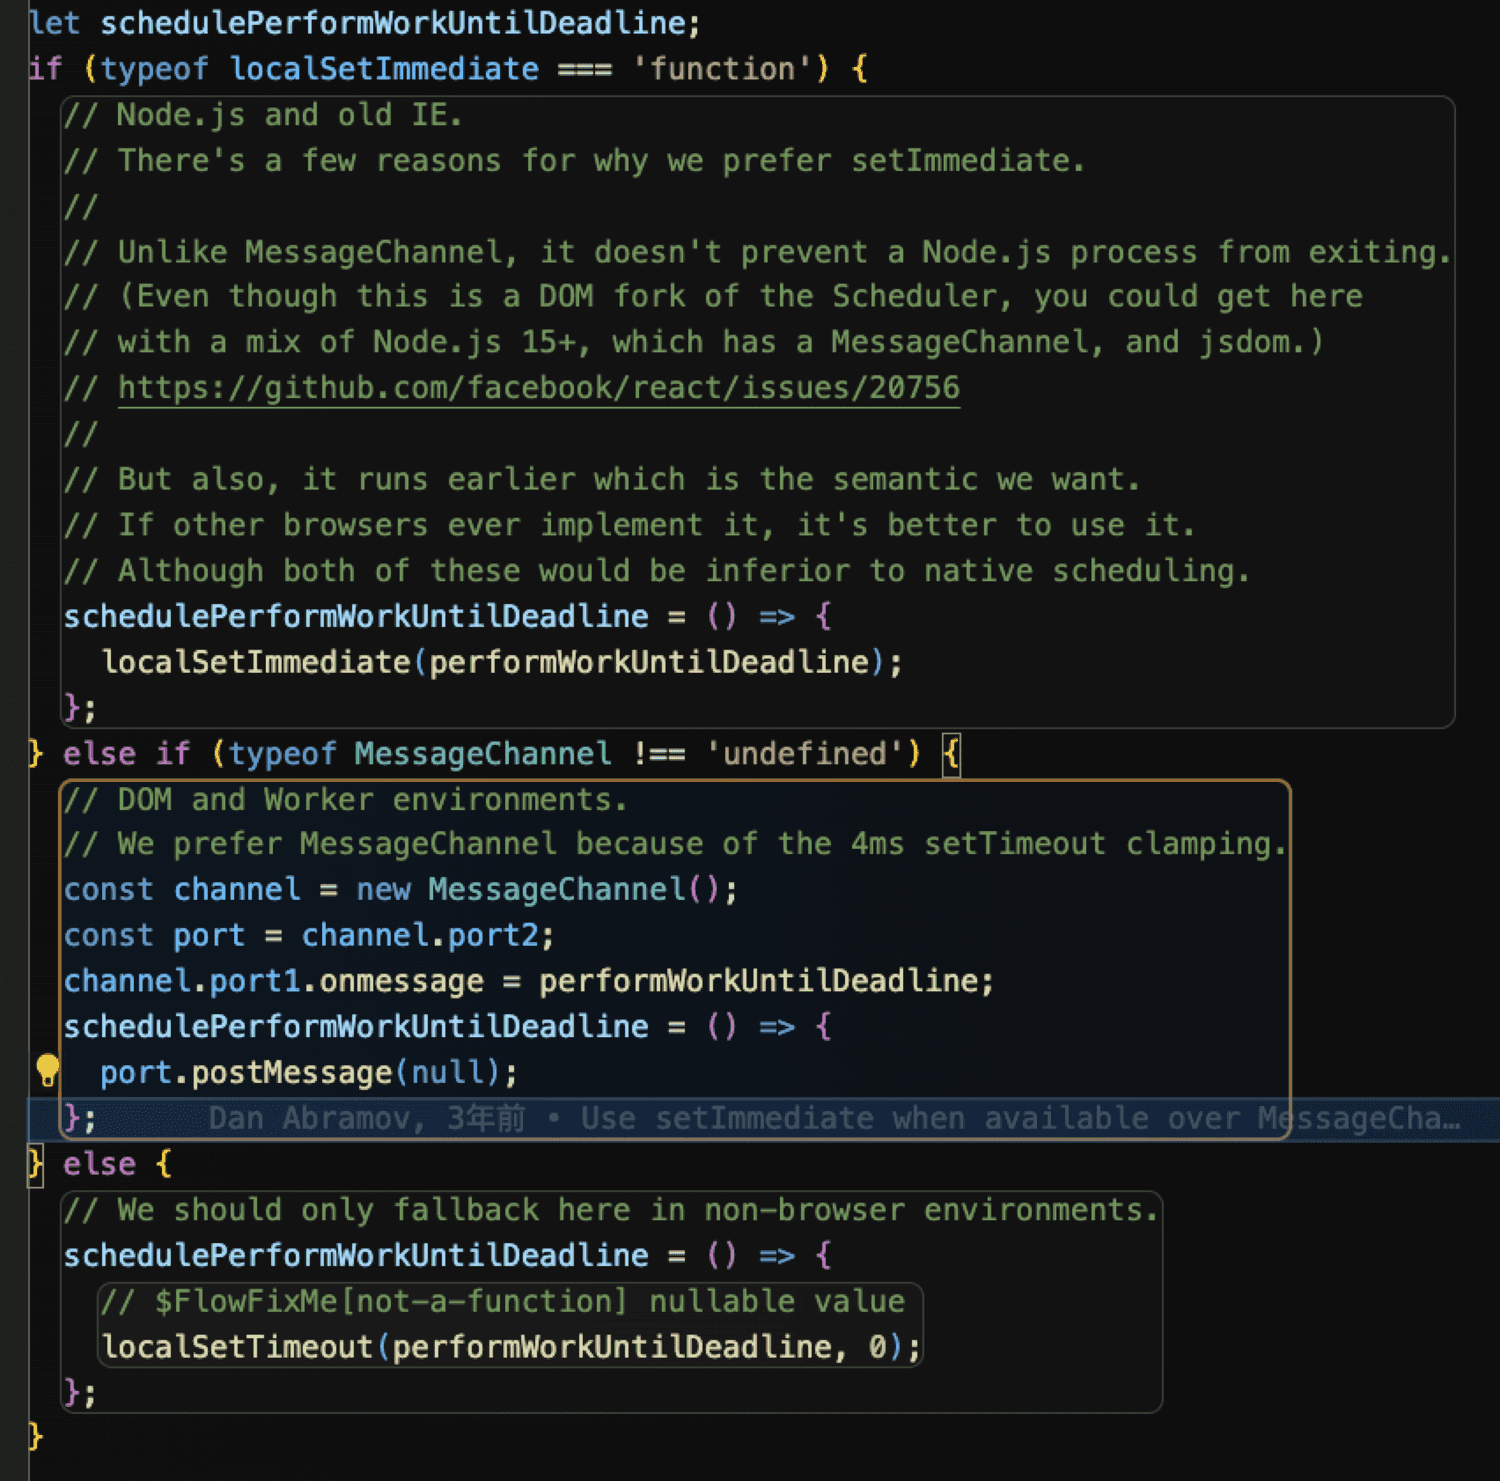 let schedulePerformWorkUntilDeadline;
if (typeof localSetImmediate === 'function') {
  // Node.js and old IE.
  // There's a few reasons for why we prefer setImmediate.
  //
  // Unlike MessageChannel, it doesn't prevent a Node.js process from exiting.
  // (Even though this is a DOM fork of the Scheduler, you could get here
  // with a mix of Node.js 15+, which has a MessageChannel, and jsdom.)
  // https://github.com/facebook/react/issues/20756
  //
  // But also, it runs earlier which is the semantic we want.
  // If other browsers ever implement it, it's better to use it.
  // Although both of these would be inferior to native scheduling.
  schedulePerformWorkUntilDeadline = () => {
    localSetImmediate(performWorkUntilDeadline);
  };
} else if (typeof MessageChannel !== 'undefined') {
  // DOM and Worker environments.
  // We prefer MessageChannel because of the 4ms setTimeout clamping.
  const channel = new MessageChannel();
  const port = channel.port2;
  channel.port1.onmessage = performWorkUntilDeadline;
  schedulePerformWorkUntilDeadline = () => {
    port.postMessage(null);
  };      Dan Abramov, 3年前 • Use setImmediate when available over MessageCha…
} else {
  // We should only fallback here in non-browser environments.
  schedulePerformWorkUntilDeadline = () => {
    // $FlowFixMe[not-a-function] nullable value
    localSetTimeout(performWorkUntilDeadline, 0);
  };
}